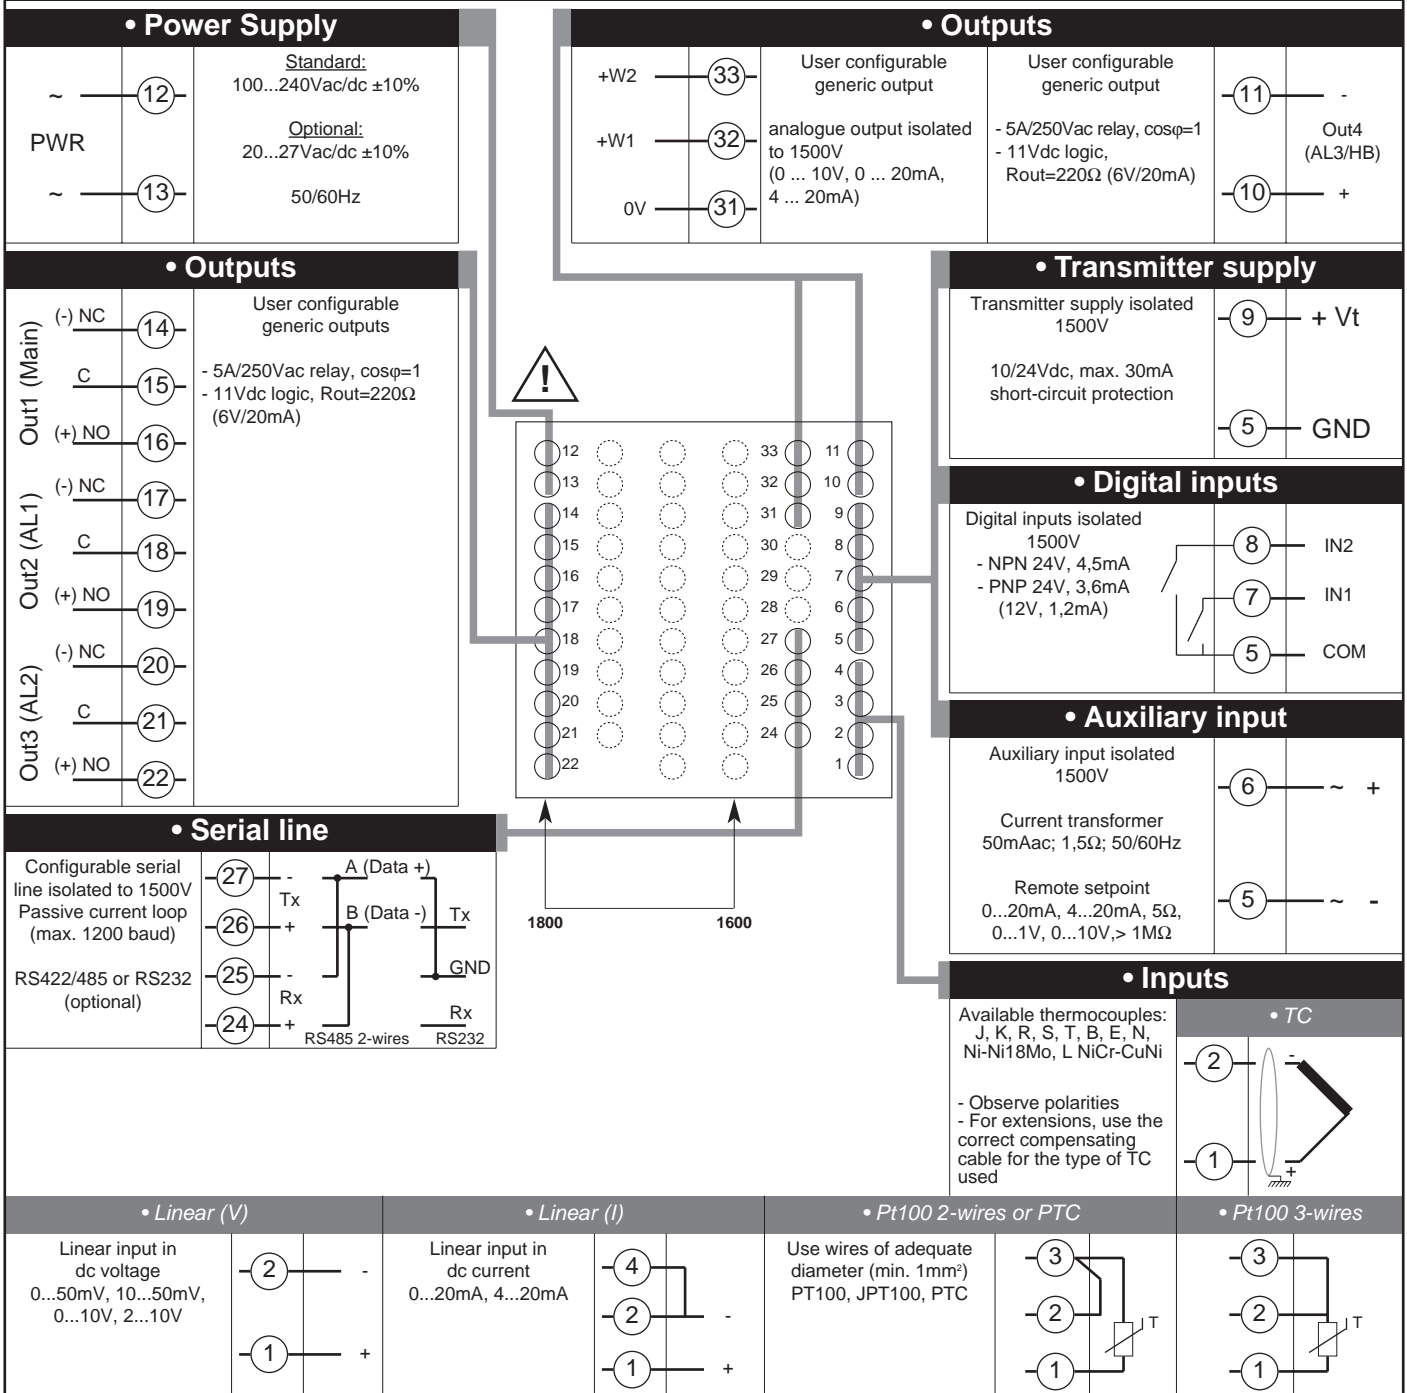 • Power Supply
~ 12
PWR
~ 13
Standard:
100...240Vac/dc ±10%
Optional:
20...27Vac/dc ±10%
50/60Hz
• Outputs
+W2 33
+W1 32
0V 31
User configurable
generic output
analogue output isolated
to 1500V
(0 ... 10V, 0 ... 20mA,
4 ... 20mA)
User configurable
generic output
- 5A/250Vac relay, cosφ=1
- 11Vdc logic,
Rout=220Ω (6V/20mA)
11 -
Out4
(AL3/HB)
10 +
• Outputs
Out1 (Main)
(-) NC 14
C 15
(+) NO 16
Out2 (AL1)
(-) NC 17
C 18
(+) NO 19
Out3 (AL2)
(-) NC 20
C 21
(+) NO 22
User configurable
generic outputs
- 5A/250Vac relay, cosφ=1
- 11Vdc logic, Rout=220Ω
(6V/20mA)
!
12 33 11
13 32 10
14 31 9
15 30 8
16 29 7
17 28 6
18 27 5
19 26 4
20 25 3
21 24 2
22 1
1800 1600
• Transmitter supply
Transmitter supply isolated
1500V
10/24Vdc, max. 30mA
short-circuit protection
9 + Vt
5 GND
• Digital inputs
Digital inputs isolated
1500V
- NPN 24V, 4,5mA
- PNP 24V, 3,6mA
(12V, 1,2mA)
8 IN2
7 IN1
5 COM
• Auxiliary input
Auxiliary input isolated
1500V
Current transformer
50mAac; 1,5Ω; 50/60Hz
Remote setpoint
0...20mA, 4...20mA, 5Ω,
0...1V, 0...10V,> 1MΩ
6 ~ +
5 ~ -
• Serial line
Configurable serial
line isolated to 1500V
Passive current loop
(max. 1200 baud)
RS422/485 or RS232
(optional)
27 -
Tx
26 +
25 -
Rx
24 +
A (Data +)
B (Data -)
RS485 2-wires
Tx
GND
Rx
RS232
• Inputs
Available thermocouples:
J, K, R, S, T, B, E, N,
Ni-Ni18Mo, L NiCr-CuNi
- Observe polarities
- For extensions, use the
correct compensating
cable for the type of TC
used
• TC
2 -
1 +
• Linear (V)
Linear input in
dc voltage
0...50mV, 10...50mV,
0...10V, 2...10V
2 -
1 +
• Linear (I)
Linear input in
dc current
0...20mA, 4...20mA
4
2 -
1 +
• Pt100 2-wires or PTC
Use wires of adequate
diameter (min. 1mm²)
PT100, JPT100, PTC
3
2
T
1
• Pt100 3-wires
3
2
T
1